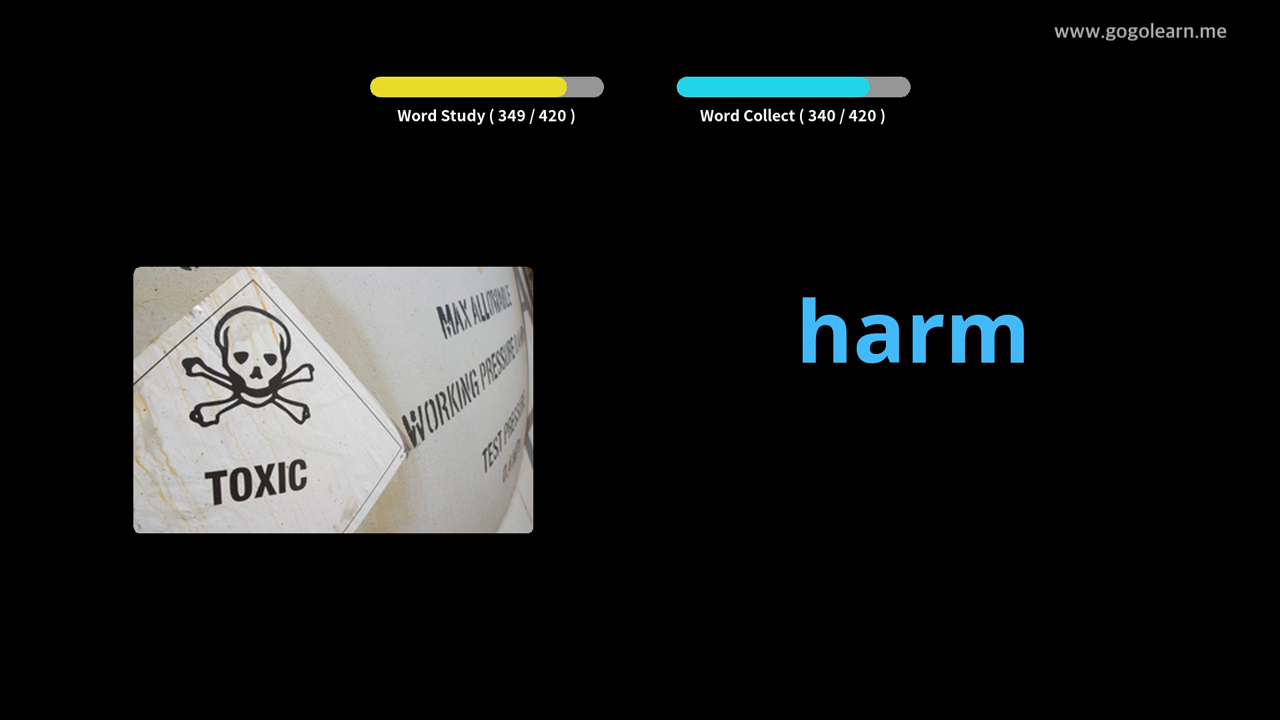 www.gogolearn.me
Word Study ( 349 / 420 )
Word Collect ( 340 / 420 )
harm
MAX ALLOWABLE
WORKING PRESSURE
TEST PRESSURE
TOXIC